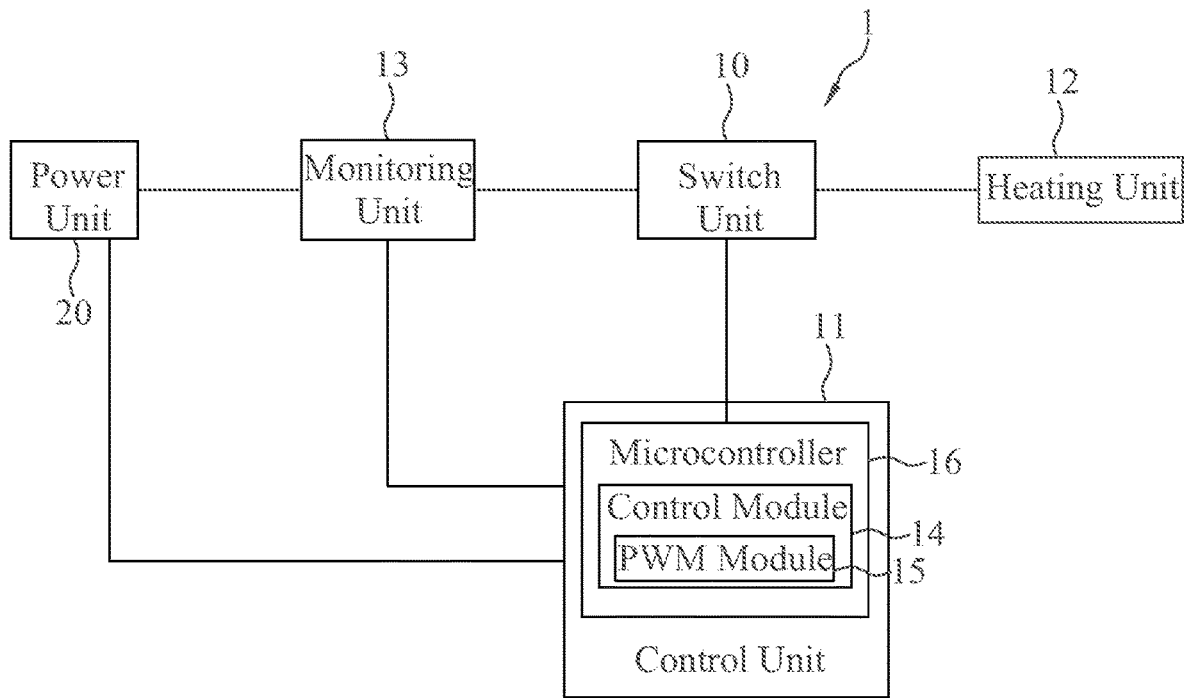 1
13
10
12
Power
Unit
Monitoring
Unit
Switch
Unit
Heating Unit
20
11
Microcontroller
16
Control Module
14
PWM Module
15
Control Unit